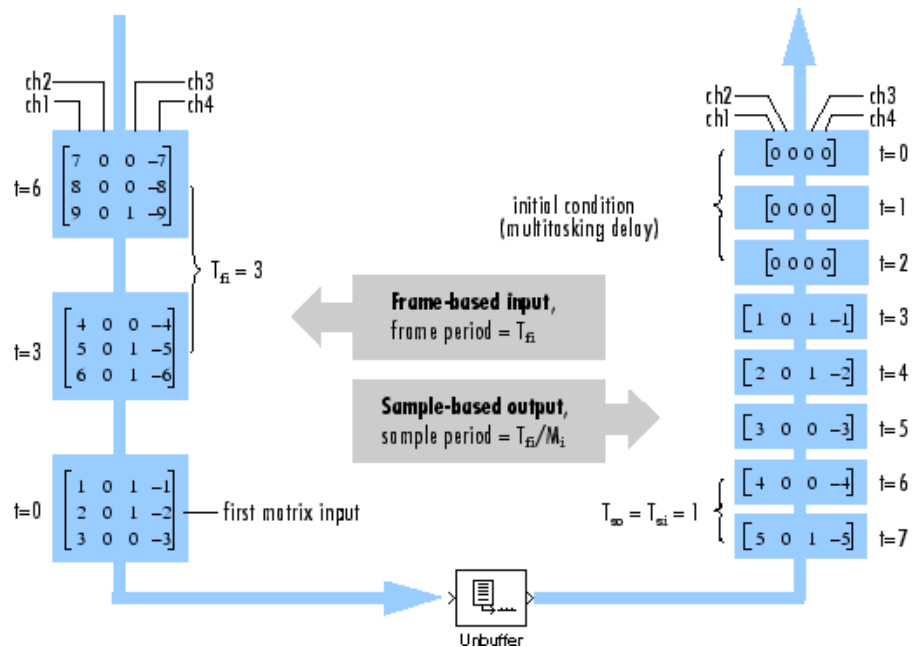 ch2 ch3
ch1 ch4
t=6
7 0 0 −7
8 0 0 −8
9 0 1 −9
T_fi = 3
t=3
4 0 0 −4
5 0 1 −5
6 0 1 −6
t=0
1 0 1 −1
2 0 1 −2
3 0 0 −3
first matrix input
Frame-based input,
frame period = T_fi
Sample-based output,
sample period = T_fi/M_i
Unbuffer
ch2 ch3
ch1 ch4
[0 0 0 0] t=0
initial condition
(multitasking delay)
[0 0 0 0] t=1
[0 0 0 0] t=2
[1 0 1 −1] t=3
[2 0 1 −2] t=4
[3 0 0 −3] t=5
[4 0 0 −4] t=6
T_so = T_si = 1
[5 0 1 −5] t=7